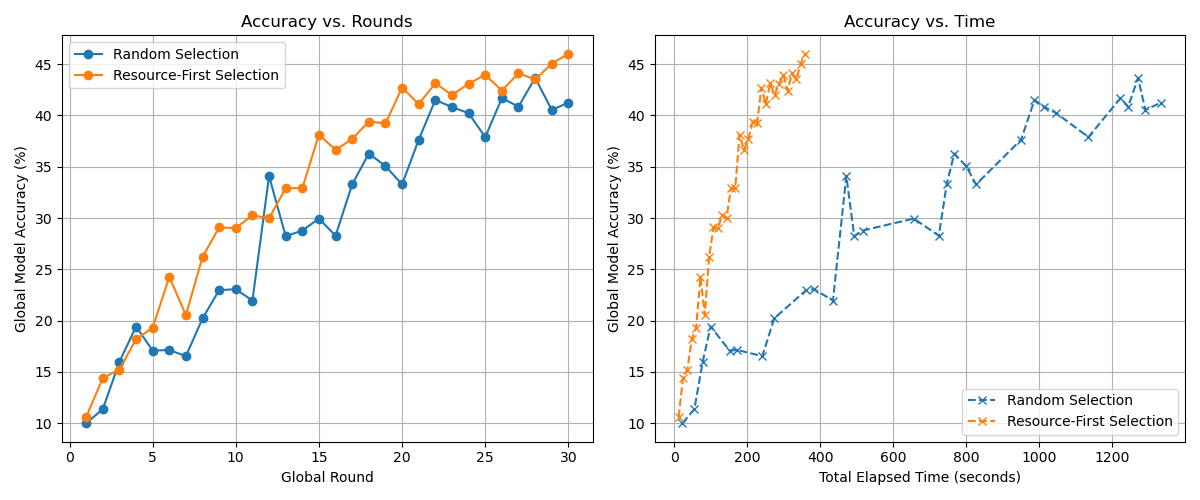 Accuracy vs. Rounds
Random Selection
Resource-First Selection
Global Model Accuracy (%)
45
40
35
30
25
20
15
10
0 5 10 15 20 25 30
Global Round
Accuracy vs. Time
Global Model Accuracy (%)
45
40
35
30
25
20
15
10
Random Selection
Resource-First Selection
0 200 400 600 800 1000 1200
Total Elapsed Time (seconds)